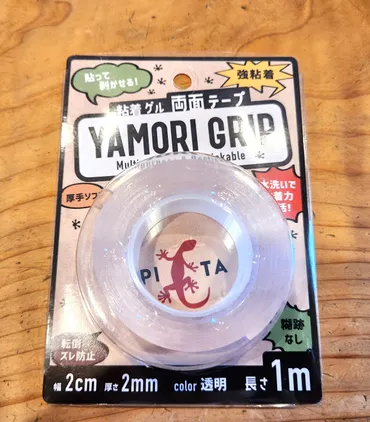 貼って
剥がせる!
強粘着
粘着ゲル 両面テープ
YAMORI GRIP
厚手ソフ
水洗いで
着力
活!
PI TA
糊跡
なし
転倒
ズレ防止
幅 2cm 厚さ 2mm color 透明 長さ 1m